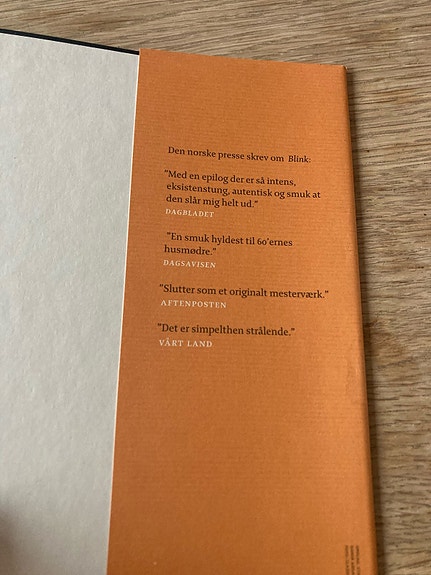 Den norske presse skrev om Blink:
"Med en epilog der er så intens,
eksistenstung, autentisk og smuk at
den slår mig helt ud."
DAGBLADET
"En smuk hyldest til 60'ernes
husmødre."
DAGSAVISEN
"Slutter som et originalt mesterværk."
AFTENPOSTEN
"Det er simpelthen strålende."
VÅRT LAND